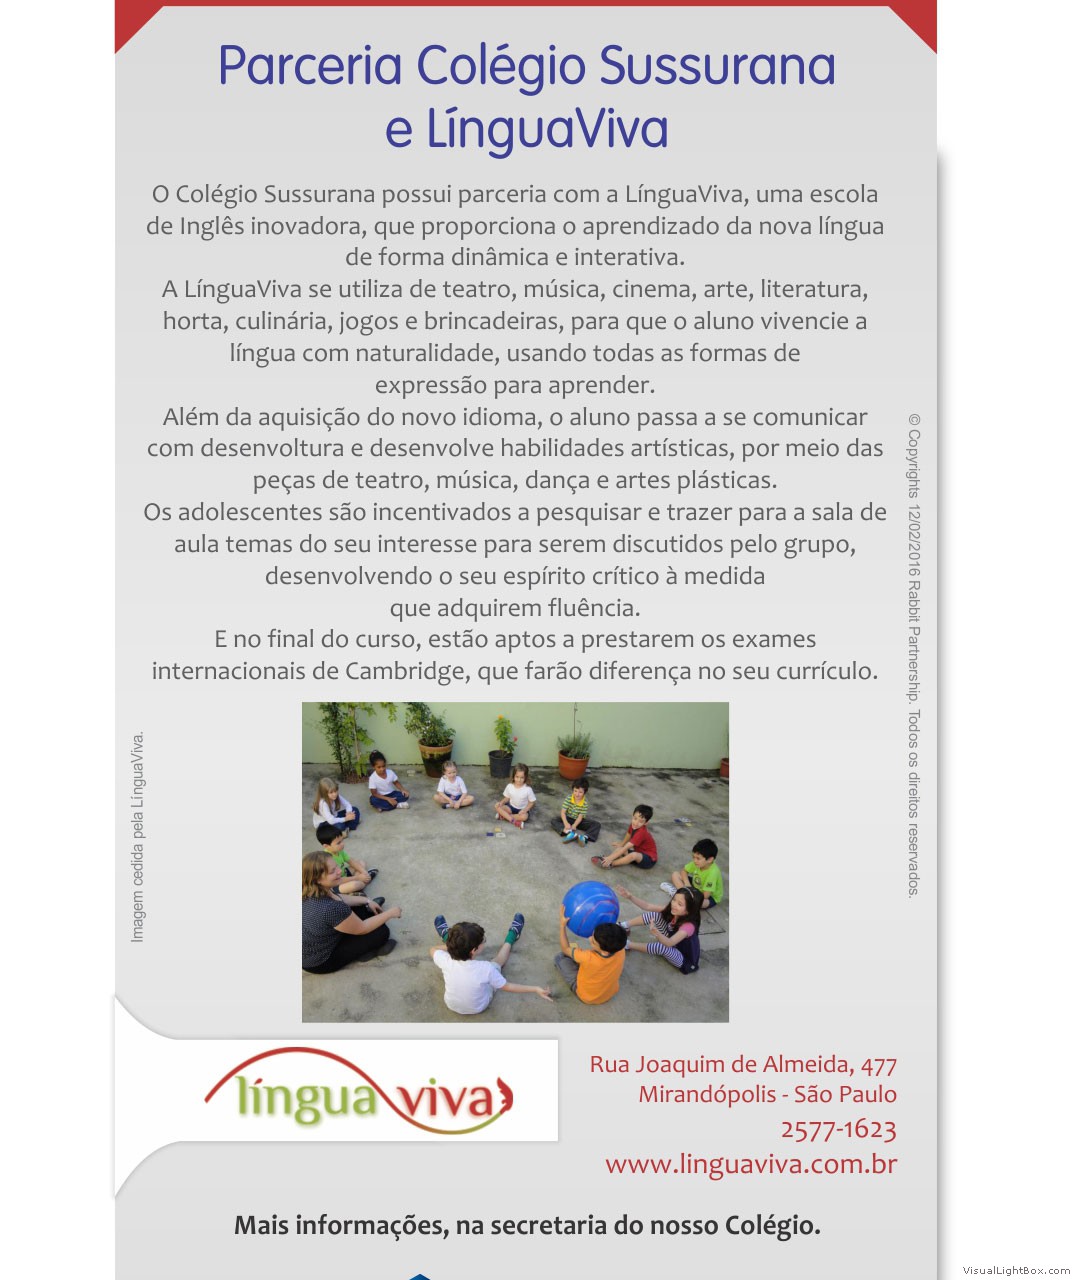 Parceria Colégio Sussurana
e LínguaViva
O Colégio Sussurana possui parceria com a LínguaViva, uma escola
de Inglês inovadora, que proporciona o aprendizado da nova língua
de forma dinâmica e interativa.
A LínguaViva se utiliza de teatro, música, cinema, arte, literatura,
horta, culinária, jogos e brincadeiras, para que o aluno vivencie a
língua com naturalidade, usando todas as formas de
expressão para aprender.
Além da aquisição do novo idioma, o aluno passa a se comunicar
com desenvoltura e desenvolve habilidades artísticas, por meio das
peças de teatro, música, dança e artes plásticas.
Os adolescentes são incentivados a pesquisar e trazer para a sala de
aula temas do seu interesse para serem discutidos pelo grupo,
desenvolvendo o seu espírito crítico à medida
que adquirem fluência.
E no final do curso, estão aptos a prestarem os exames
internacionais de Cambridge, que farão diferença no seu currículo.
© Copyrights 12/02/2016 Rabbit Partnership. Todos os direitos reservados.
Imagem cedida pela LínguaViva.
língua viva
Rua Joaquim de Almeida, 477
Mirandópolis - São Paulo
2577-1623
www.linguaviva.com.br
Mais informações, na secretaria do nosso Colégio.
VisualLightBox.com